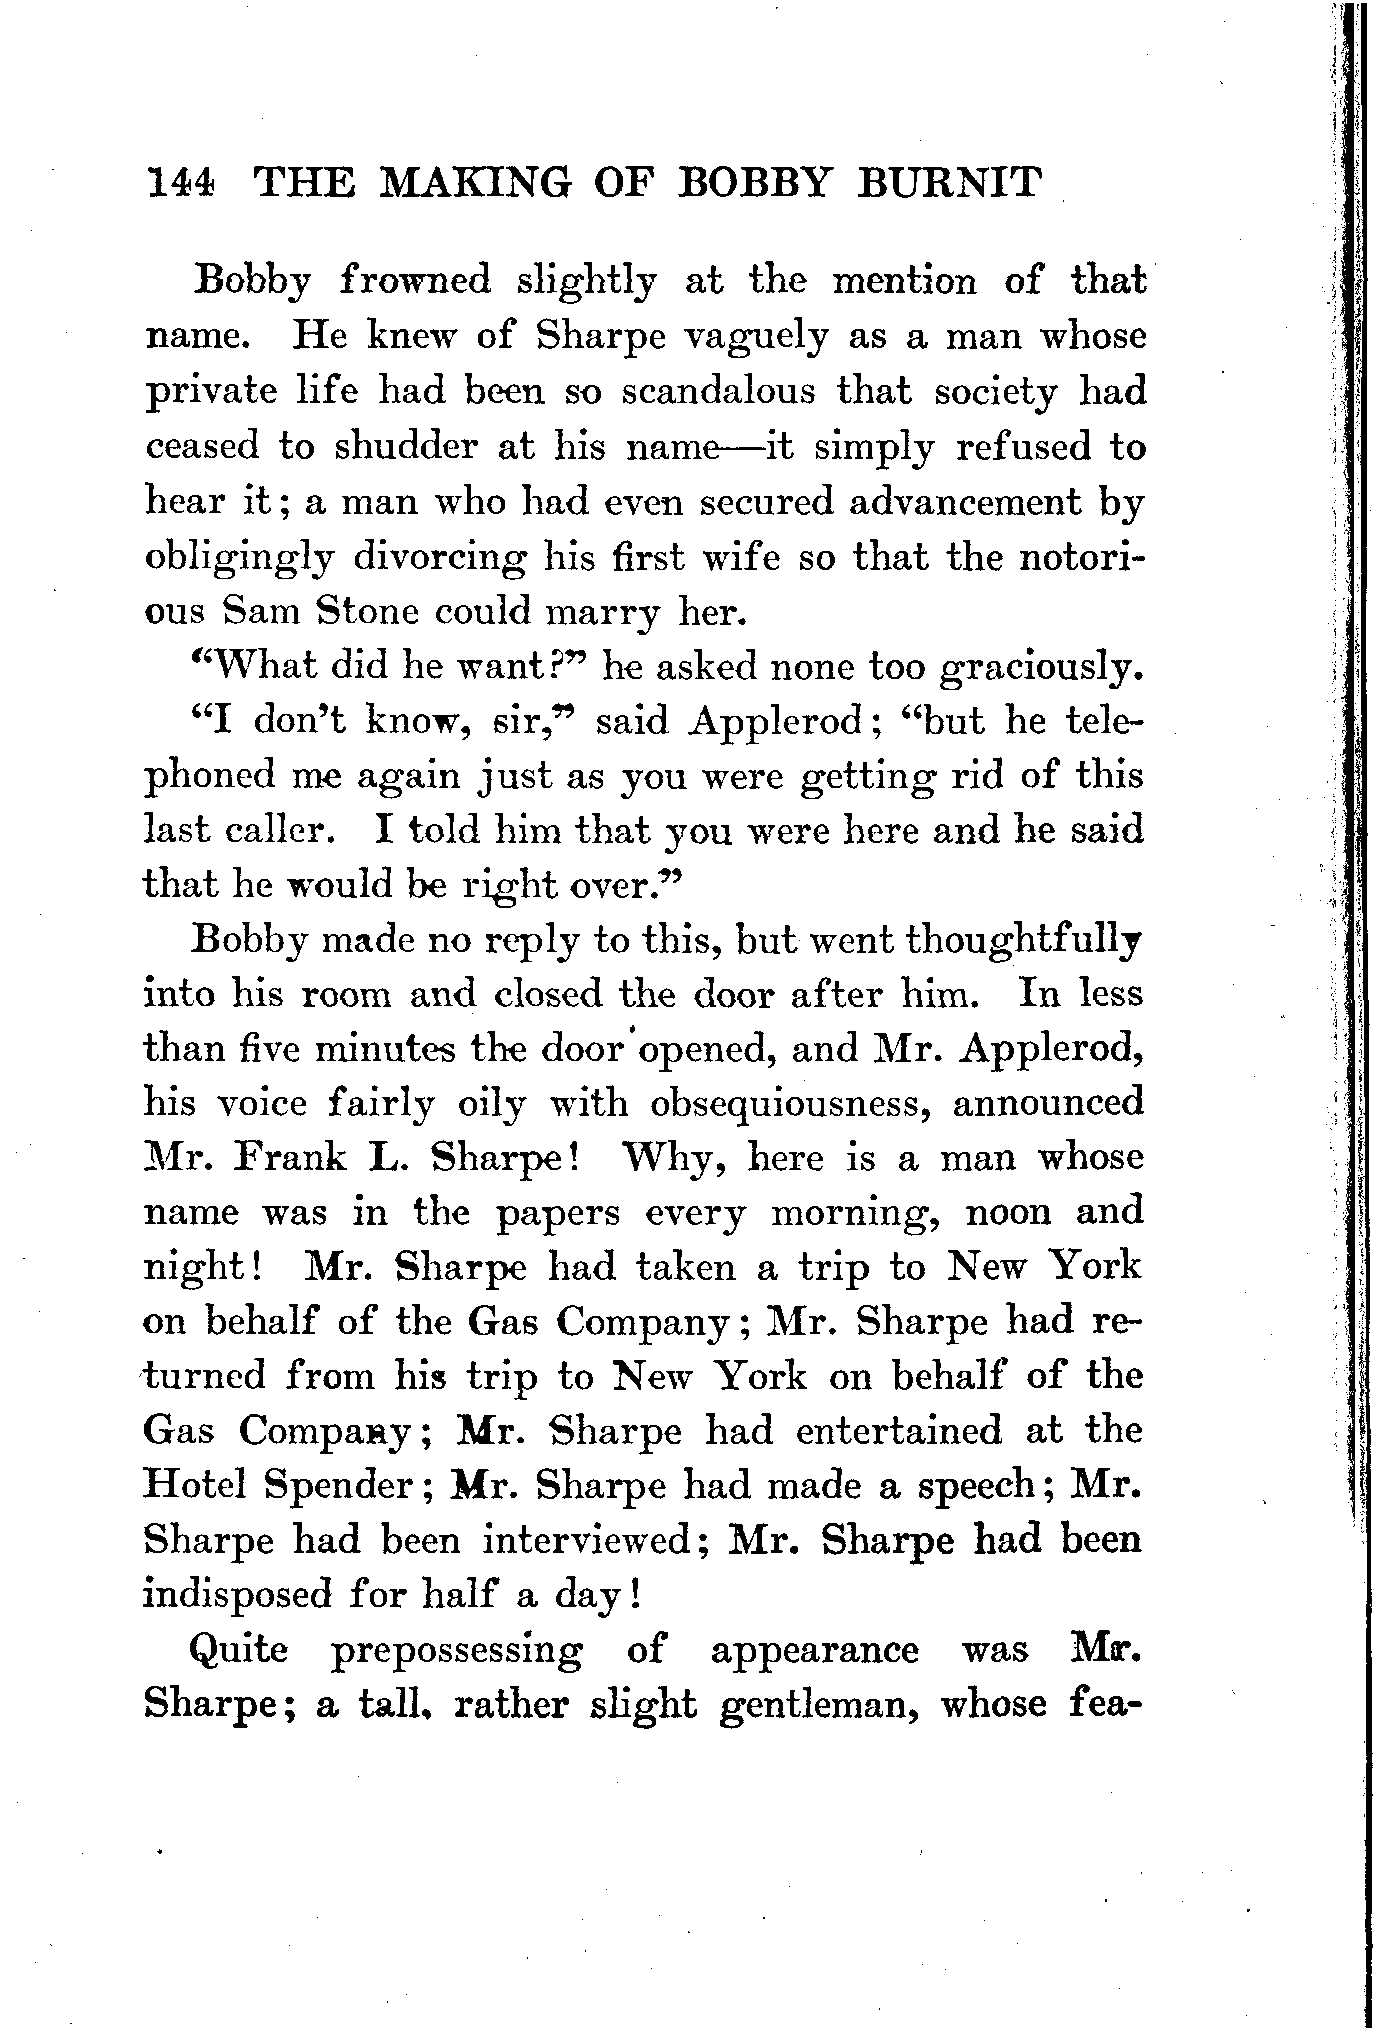 144 THE MAKING OF BOBBY BURNIT
Bobby frowned slightly at the mention of that
name. He knew of Sharpe vaguely as a man whose
private life had been so scandalous that society had
ceased to shudder at his name—it simply refused to
hear it; a man who had even secured advancement by
obligingly divorcing his first wife so that the notori-
ous Sam Stone could marry her.
“What did he want?” he asked none too graciously.
“I don’t know, sir,” said Applerod; “but he tele-
phoned me again just as you were getting rid of this
last caller. I told him that you were here and he said
that he would be right over.”
Bobby made no reply to this, but went thoughtfully
into his room and closed the door after him. In less
than five minutes the door opened, and Mr. Applerod,
his voice fairly oily with obsequiousness, announced
Mr. Frank L. Sharpe! Why, here is a man whose
name was in the papers every morning, noon and
night! Mr. Sharpe had taken a trip to New York
on behalf of the Gas Company; Mr. Sharpe had re-
turned from his trip to New York on behalf of the
Gas Company; Mr. Sharpe had entertained at the
Hotel Spender; Mr. Sharpe had made a speech; Mr.
Sharpe had been interviewed; Mr. Sharpe had been
indisposed for half a day!
Quite prepossessing of appearance was Mr.
Sharpe; a tall, rather slight gentleman, whose fea-